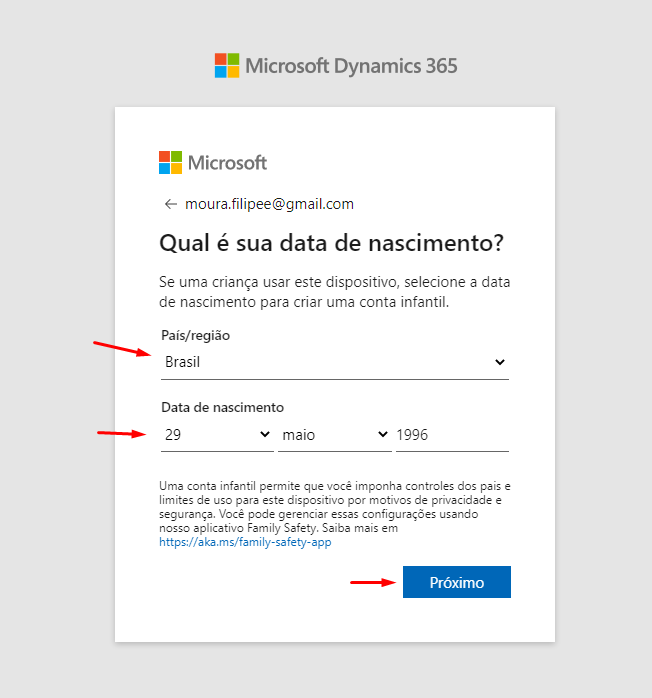 Microsoft Dynamics 365
Microsoft
moura.filipee@gmail.com
Qual é sua data de nascimento?
Se uma criança usar este dispositivo, selecione a data
de nascimento para criar uma conta infantil.
País/região
Brasil
Data de nascimento
29 maio 1996
Uma conta infantil permite que você imponha controles dos pais e
limites de uso para este dispositivo por motivos de privacidade e
segurança. Você pode gerenciar essas configurações usando
nosso aplicativo Family Safety. Saiba mais em
https://aka.ms/family-safety-app
Próximo